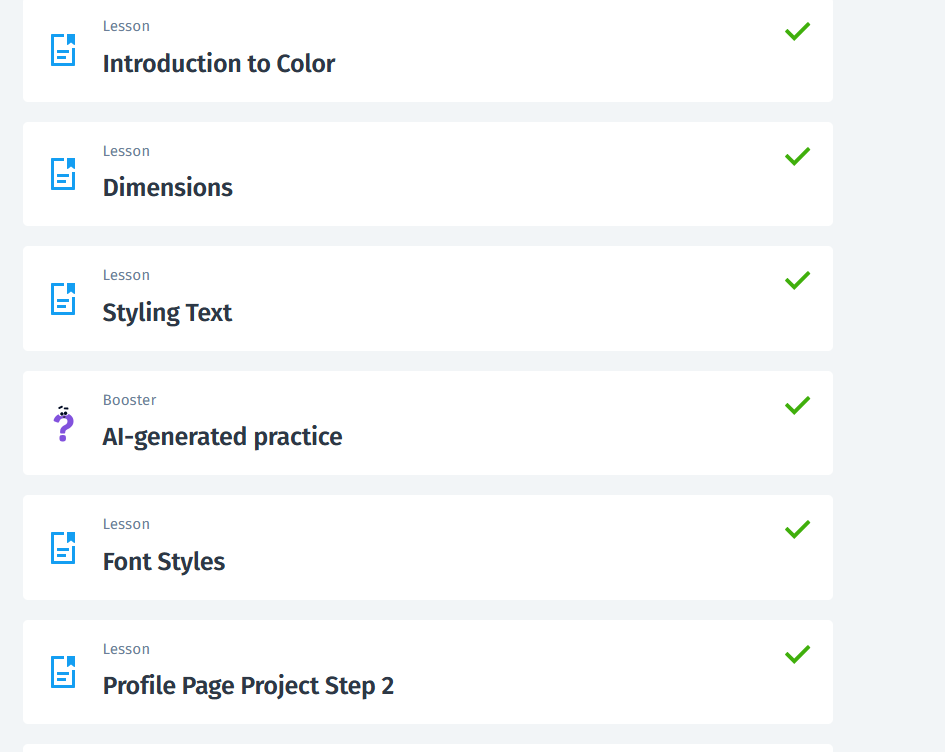 Lesson
Introduction to Color
Lesson
Dimensions
Lesson
Styling Text
Booster
AI-generated practice
Lesson
Font Styles
Lesson
Profile Page Project Step 2